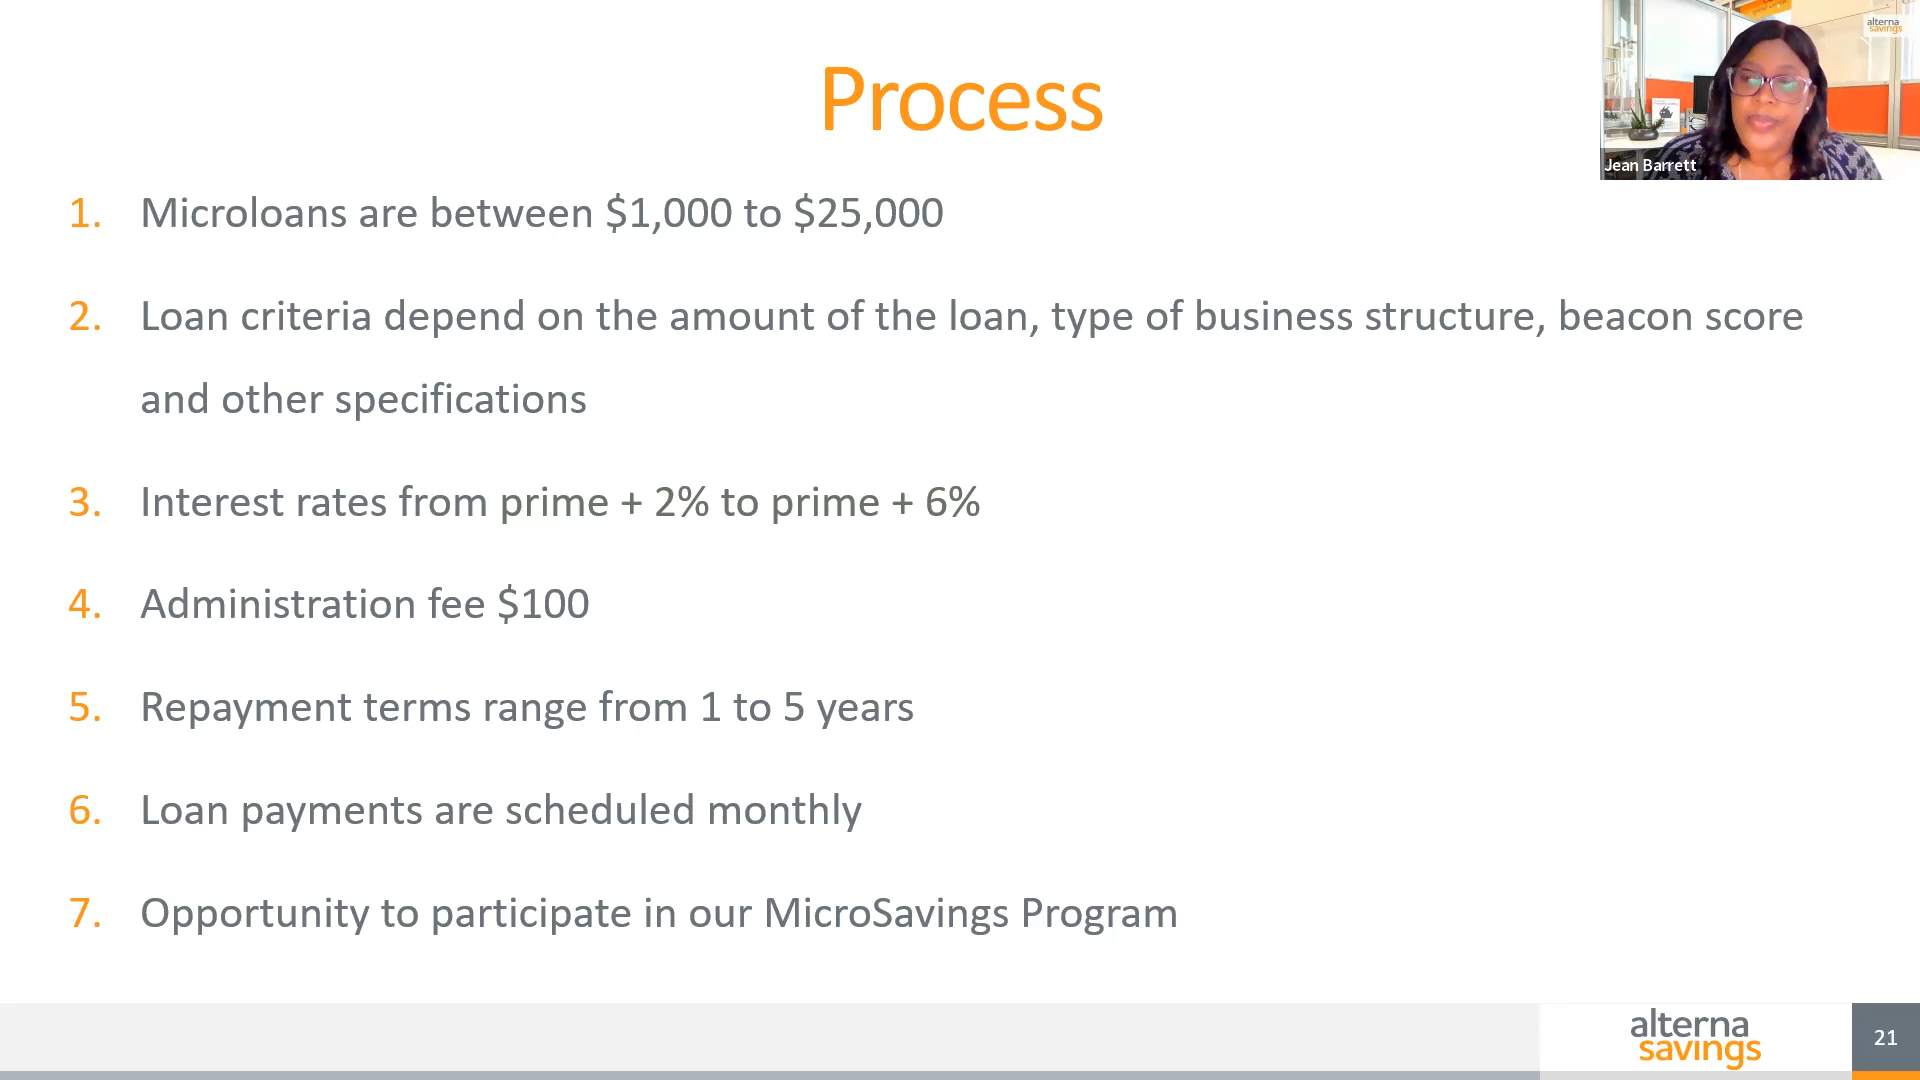 Process
alterna
savings
Jean Barrett
1. Microloans are between $1,000 to $25,000
2. Loan criteria depend on the amount of the loan, type of business structure, beacon score
and other specifications
3. Interest rates from prime + 2% to prime + 6%
4. Administration fee $100
5. Repayment terms range from 1 to 5 years
6. Loan payments are scheduled monthly
7. Opportunity to participate in our MicroSavings Program
alterna
savings
21